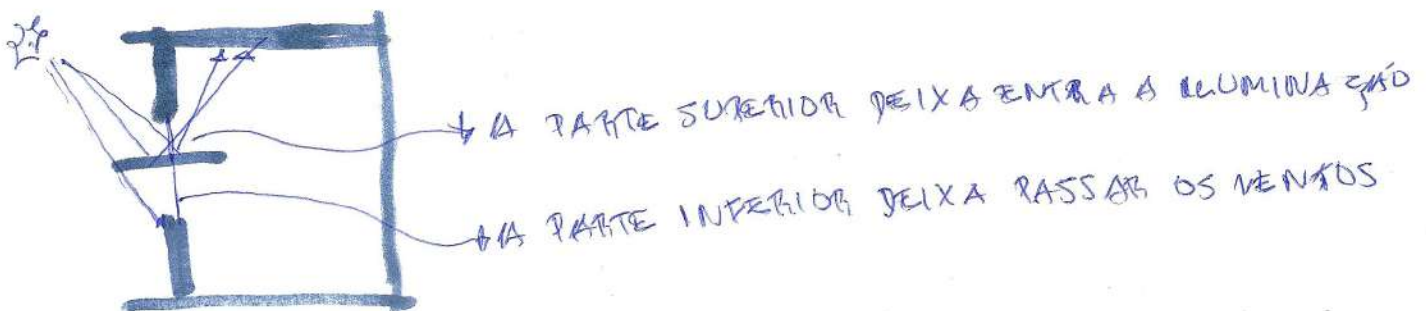 A PARTE SUPERIOR DEIXA ENTRA A ILUMINAÇÃO
A PARTE INFERIOR DEIXA PASSAR OS VENTOS